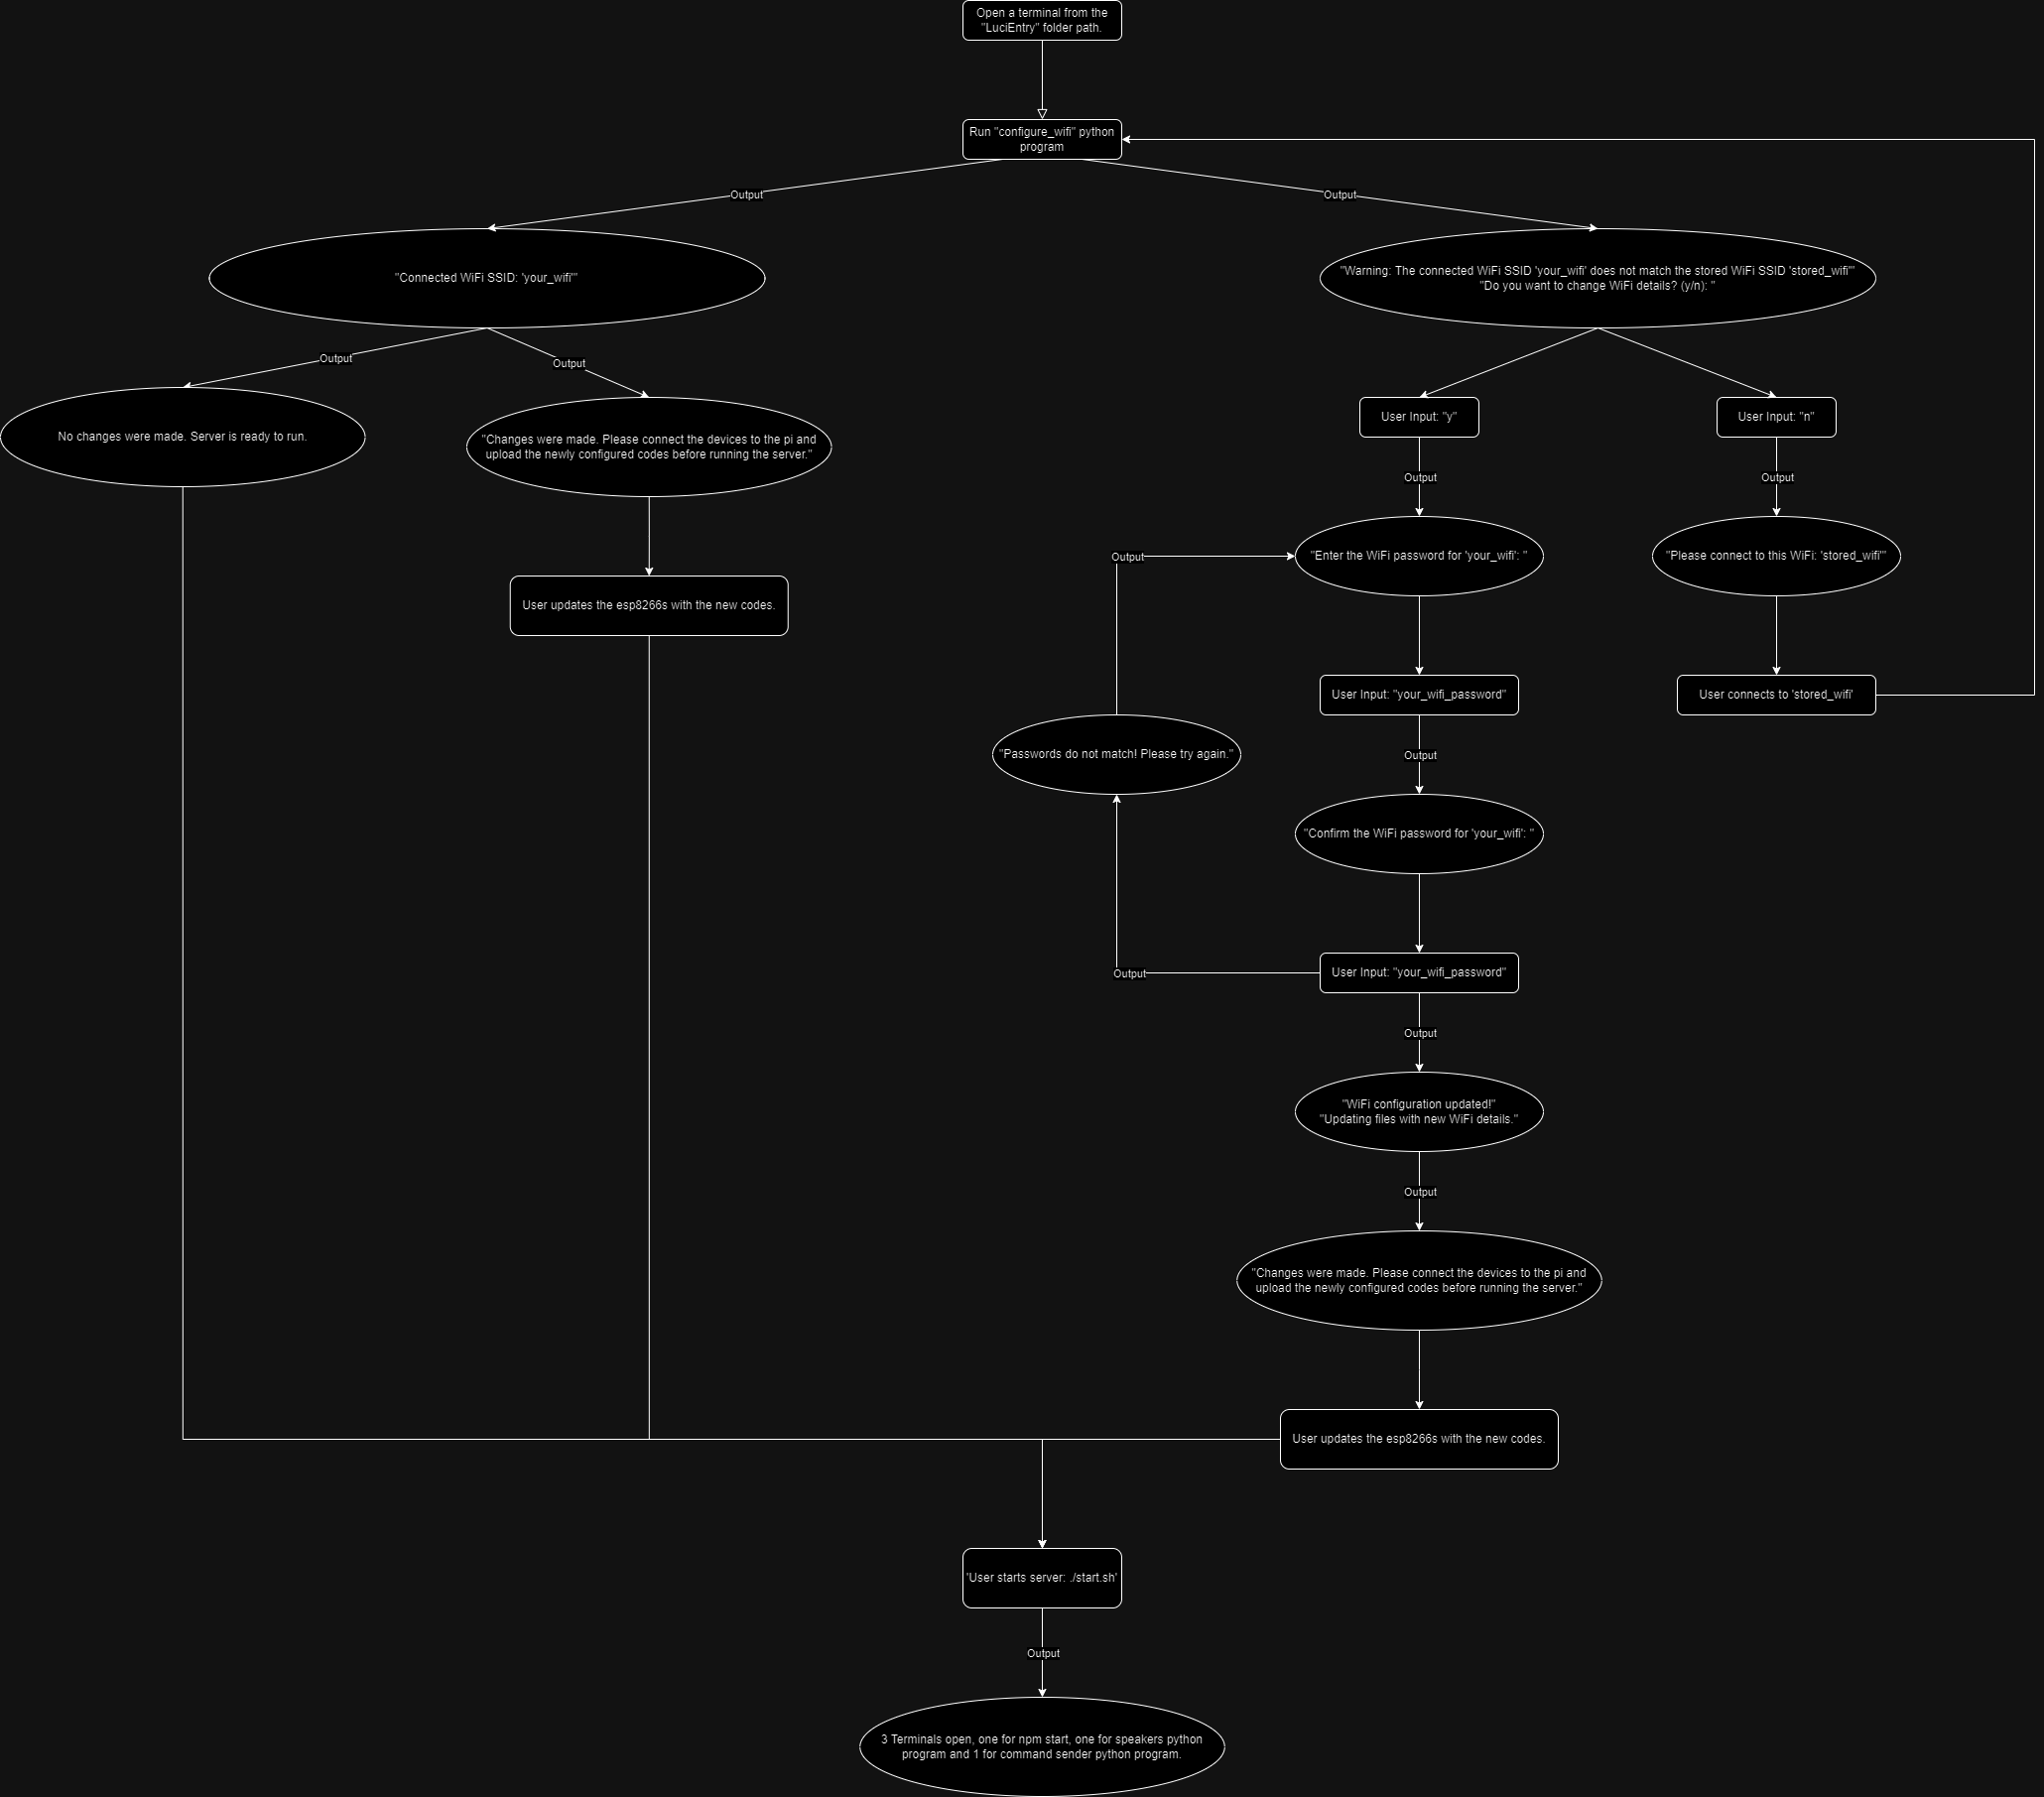 Open a terminal from the
"LuciEntry" folder path.
Run "configure_wifi" python
program
Output
Output
"Connected WiFi SSID: 'your_wifi'"
"Warning: The connected WiFi SSID 'your_wifi' does not match the stored WiFi SSID 'stored_wifi'"
"Do you want to change WiFi details? (y/n): "
Output
Output
No changes were made. Server is ready to run.
"Changes were made. Please connect the devices to the pi and
upload the newly configured codes before running the server."
User Input: "y"
User Input: "n"
Output
Output
Output
"Enter the WiFi password for 'your_wifi': "
"Please connect to this WiFi: 'stored_wifi'"
User updates the esp8266s with the new codes.
User Input: "your_wifi_password"
User connects to 'stored_wifi'
"Passwords do not match! Please try again."
Output
"Confirm the WiFi password for 'your_wifi': "
Output
User Input: "your_wifi_password"
Output
"WiFi configuration updated!"
"Updating files with new WiFi details."
Output
"Changes were made. Please connect the devices to the pi and
upload the newly configured codes before running the server."
User updates the esp8266s with the new codes.
'User starts server: ./start.sh'
Output
3 Terminals open, one for npm start, one for speakers python
program and 1 for command sender python program.